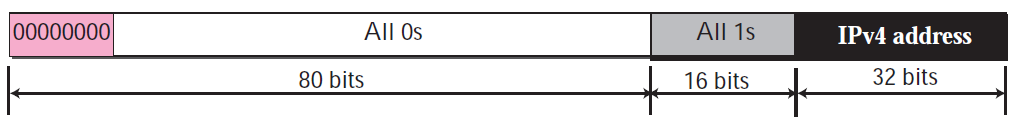 00000000 All 0s All 1s IPv4 address
80 bits 16 bits 32 bits